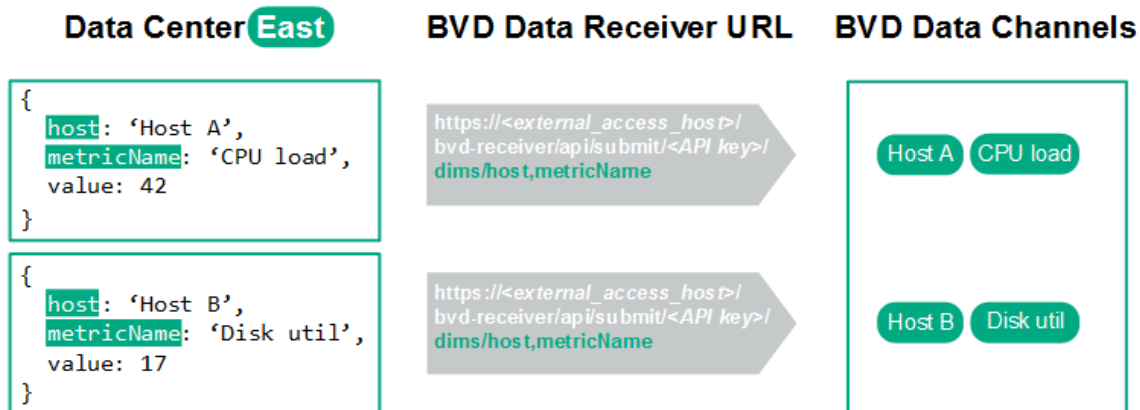 Data Center East
BVD Data Receiver URL
BVD Data Channels
{
host: ‘Host A’,
metricName: ‘CPU load’,
value: 42
}
https://<external_access_host>/
bvd-receiver/api/submit/<API key>/
dims/host,metricName
Host A CPU load
{
host: ‘Host B’,
metricName: ‘Disk util’,
value: 17
}
https://<external_access_host>/
bvd-receiver/api/submit/<API key>/
dims/host,metricName
Host B Disk util